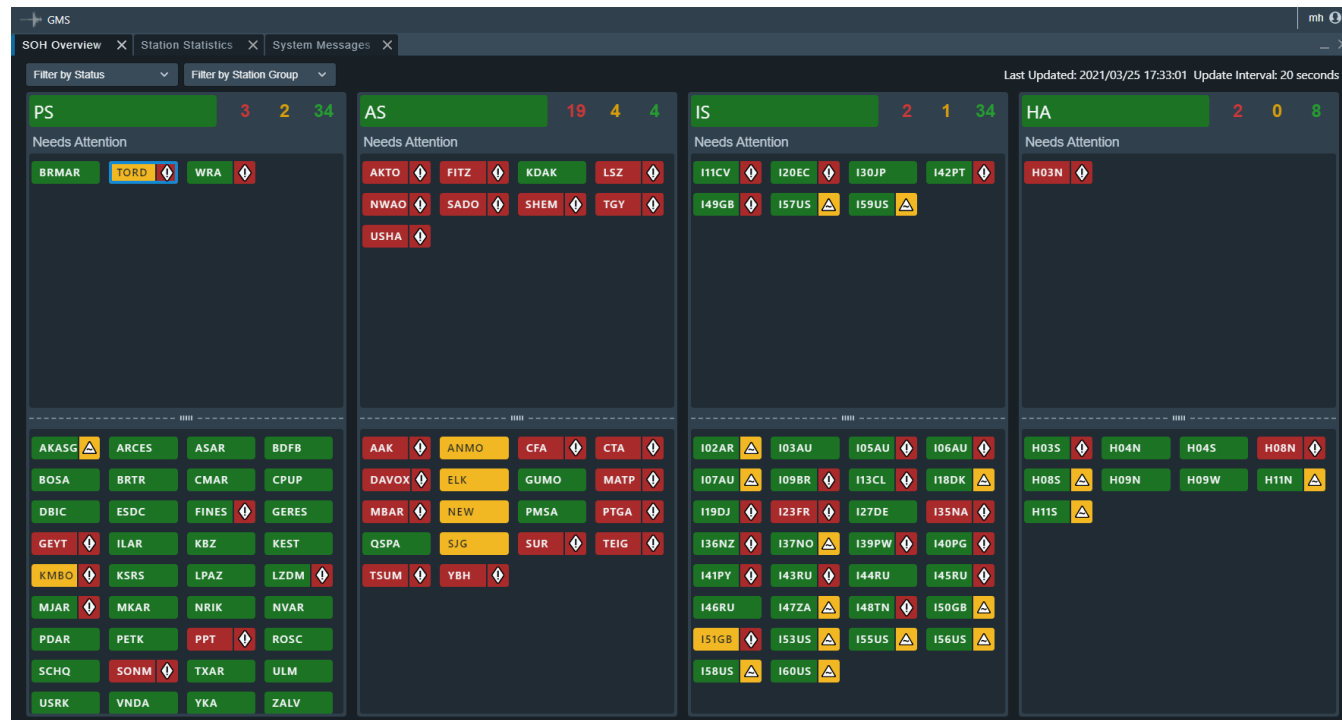 GMS
mh
SOH Overview Station Statistics System Messages
Filter by Status Filter by Station Group Last Updated: 2021/03/25 17:33:01 Update Interval: 20 seconds
PS 3 2 34
Needs Attention
BRMAR TORD WRA
AKASG ARCES ASAR BDFB
BOSA BRTR CMAR CPUP
DBIC ESDC FINES GERES
GEYT ILAR KBZ KEST
KMBO KSRS LPAZ LZDM
MJAR MKAR NRIK NVAR
PDAR PETK PPT ROSC
SCHQ SONM TXAR ULM
USRK VNDA YKA ZALV
AS 19 4 4
Needs Attention
AKTO FITZ KDAK LSZ
NWAO SADO SHEM TGY
USHA
AAK ANMO CFA CTA
DAVOX ELK GUMO MATP
MBAR NEW PMSA PTGA
QSPA SJG SUR TEIG
TSUM YBH
IS 2 1 34
Needs Attention
I11CV I20EC I30JP I42PT
I49GB I57US I59US
I02AR I03AU I05AU I06AU
I07AU I09BR I13CL I18DK
I19DJ I23FR I27DE I35NA
I36NZ I37NO I39PW I40PG
I41PY I43RU I44RU I45RU
I46RU I47ZA I48TN I50GB
I51GB I53US I55US I56US
I58US I60US
HA 2 0 8
Needs Attention
H03N
H03S H04N H04S H08N
H08S H09N H09W H11N
H11S